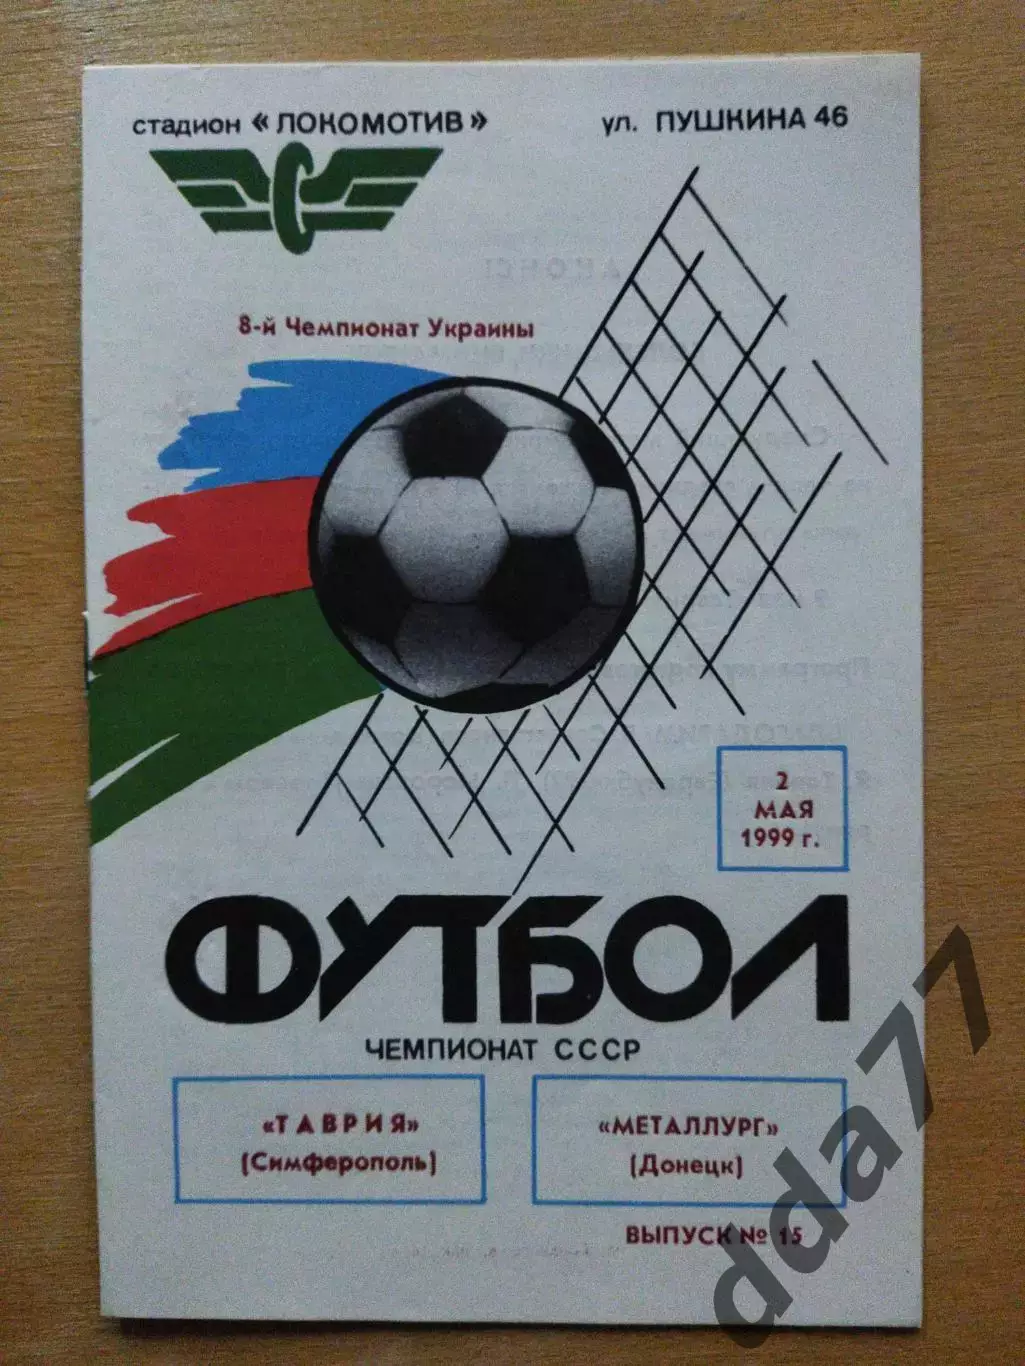 стадион «ЛОКОМОТИВ»
ул. ПУШКИНА 46
8-й Чемпионат Украины
2
МАЯ
1999 г.
ФУТБОЛ
ЧЕМПИОНАТ СССР
«ТАВРИЯ»
(Симферополь)
«МЕТАЛЛУРГ»
(Донецк)
ВЫПУСК № 15
dda77